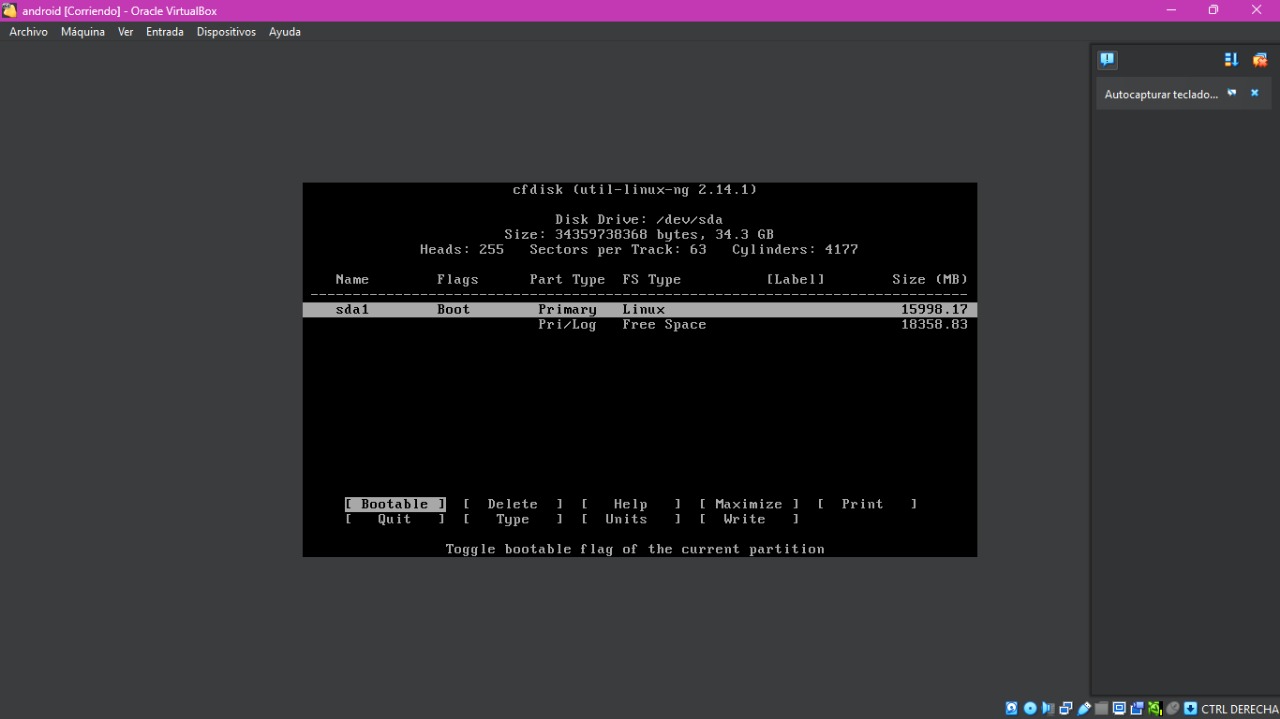 android [Corriendo] - Oracle VirtualBox
Archivo Máquina Ver Entrada Dispositivos Ayuda
Autocapturar teclado...
cfdisk (util-linux-ng 2.14.1)
Disk Drive: /dev/sda
Size: 34359738368 bytes, 34.3 GB
Heads: 255 Sectors per Track: 63 Cylinders: 4177
Name Flags Part Type FS Type [Label] Size (MB)
sda1 Boot Primary Linux 15998.17
Pri/Log Free Space 18358.83
[ Bootable ] [ Delete ] [ Help ] [ Maximize ] [ Print ]
[ Quit ] [ Type ] [ Units ] [ Write ]
Toggle bootable flag of the current partition
CTRL DERECHA